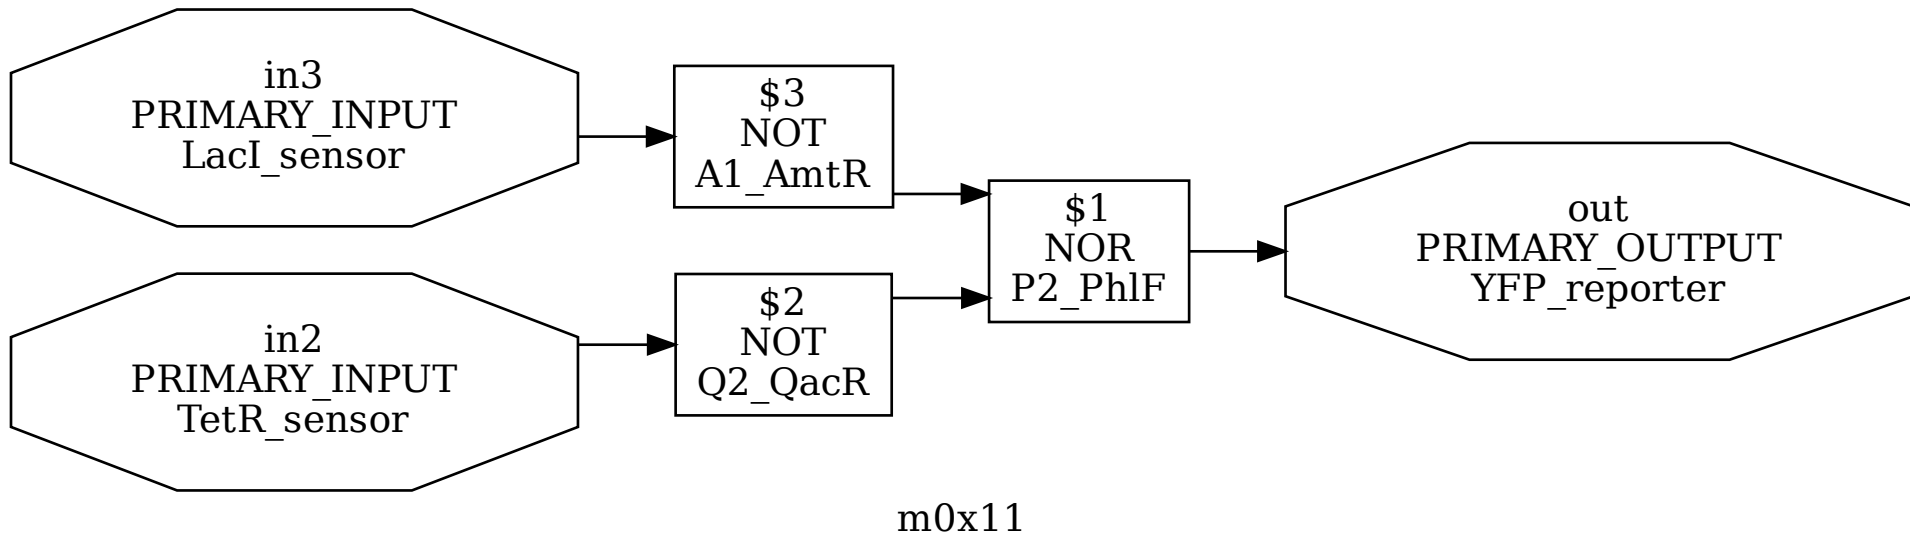 in3
PRIMARY_INPUT
LacI_sensor
$3
NOT
A1_AmtR
in2
PRIMARY_INPUT
TetR_sensor
$2
NOT
Q2_QacR
$1
NOR
P2_PhlF
out
PRIMARY_OUTPUT
YFP_reporter
m0x11